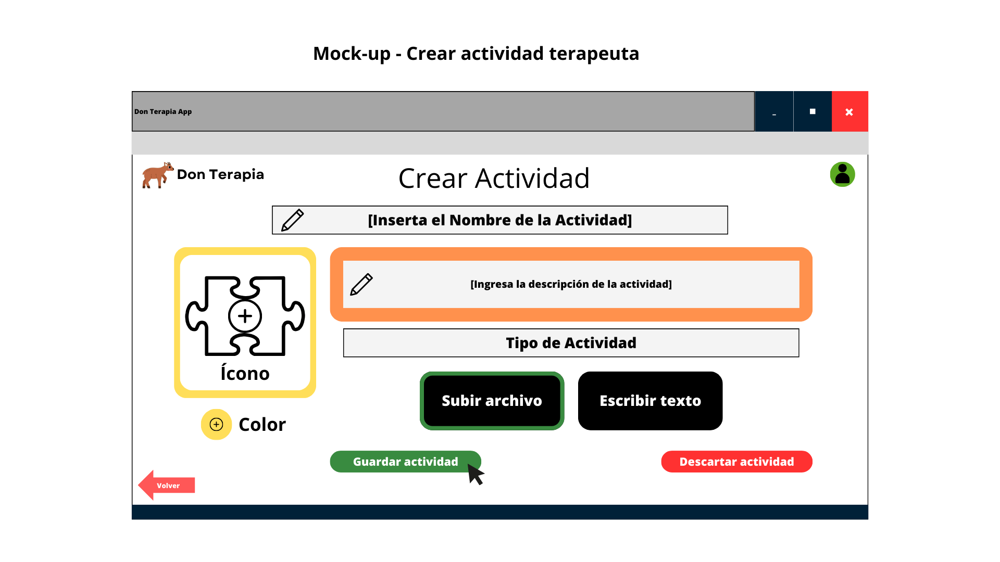 Mock-up - Crear actividad terapeuta
Don Terapia App
Don Terapia
Crear Actividad
[Inserta el Nombre de la Actividad]
[Ingresa la descripción de la actividad]
Ícono
Tipo de Actividad
Subir archivo
Escribir texto
Color
Guardar actividad
Descartar actividad
Volver